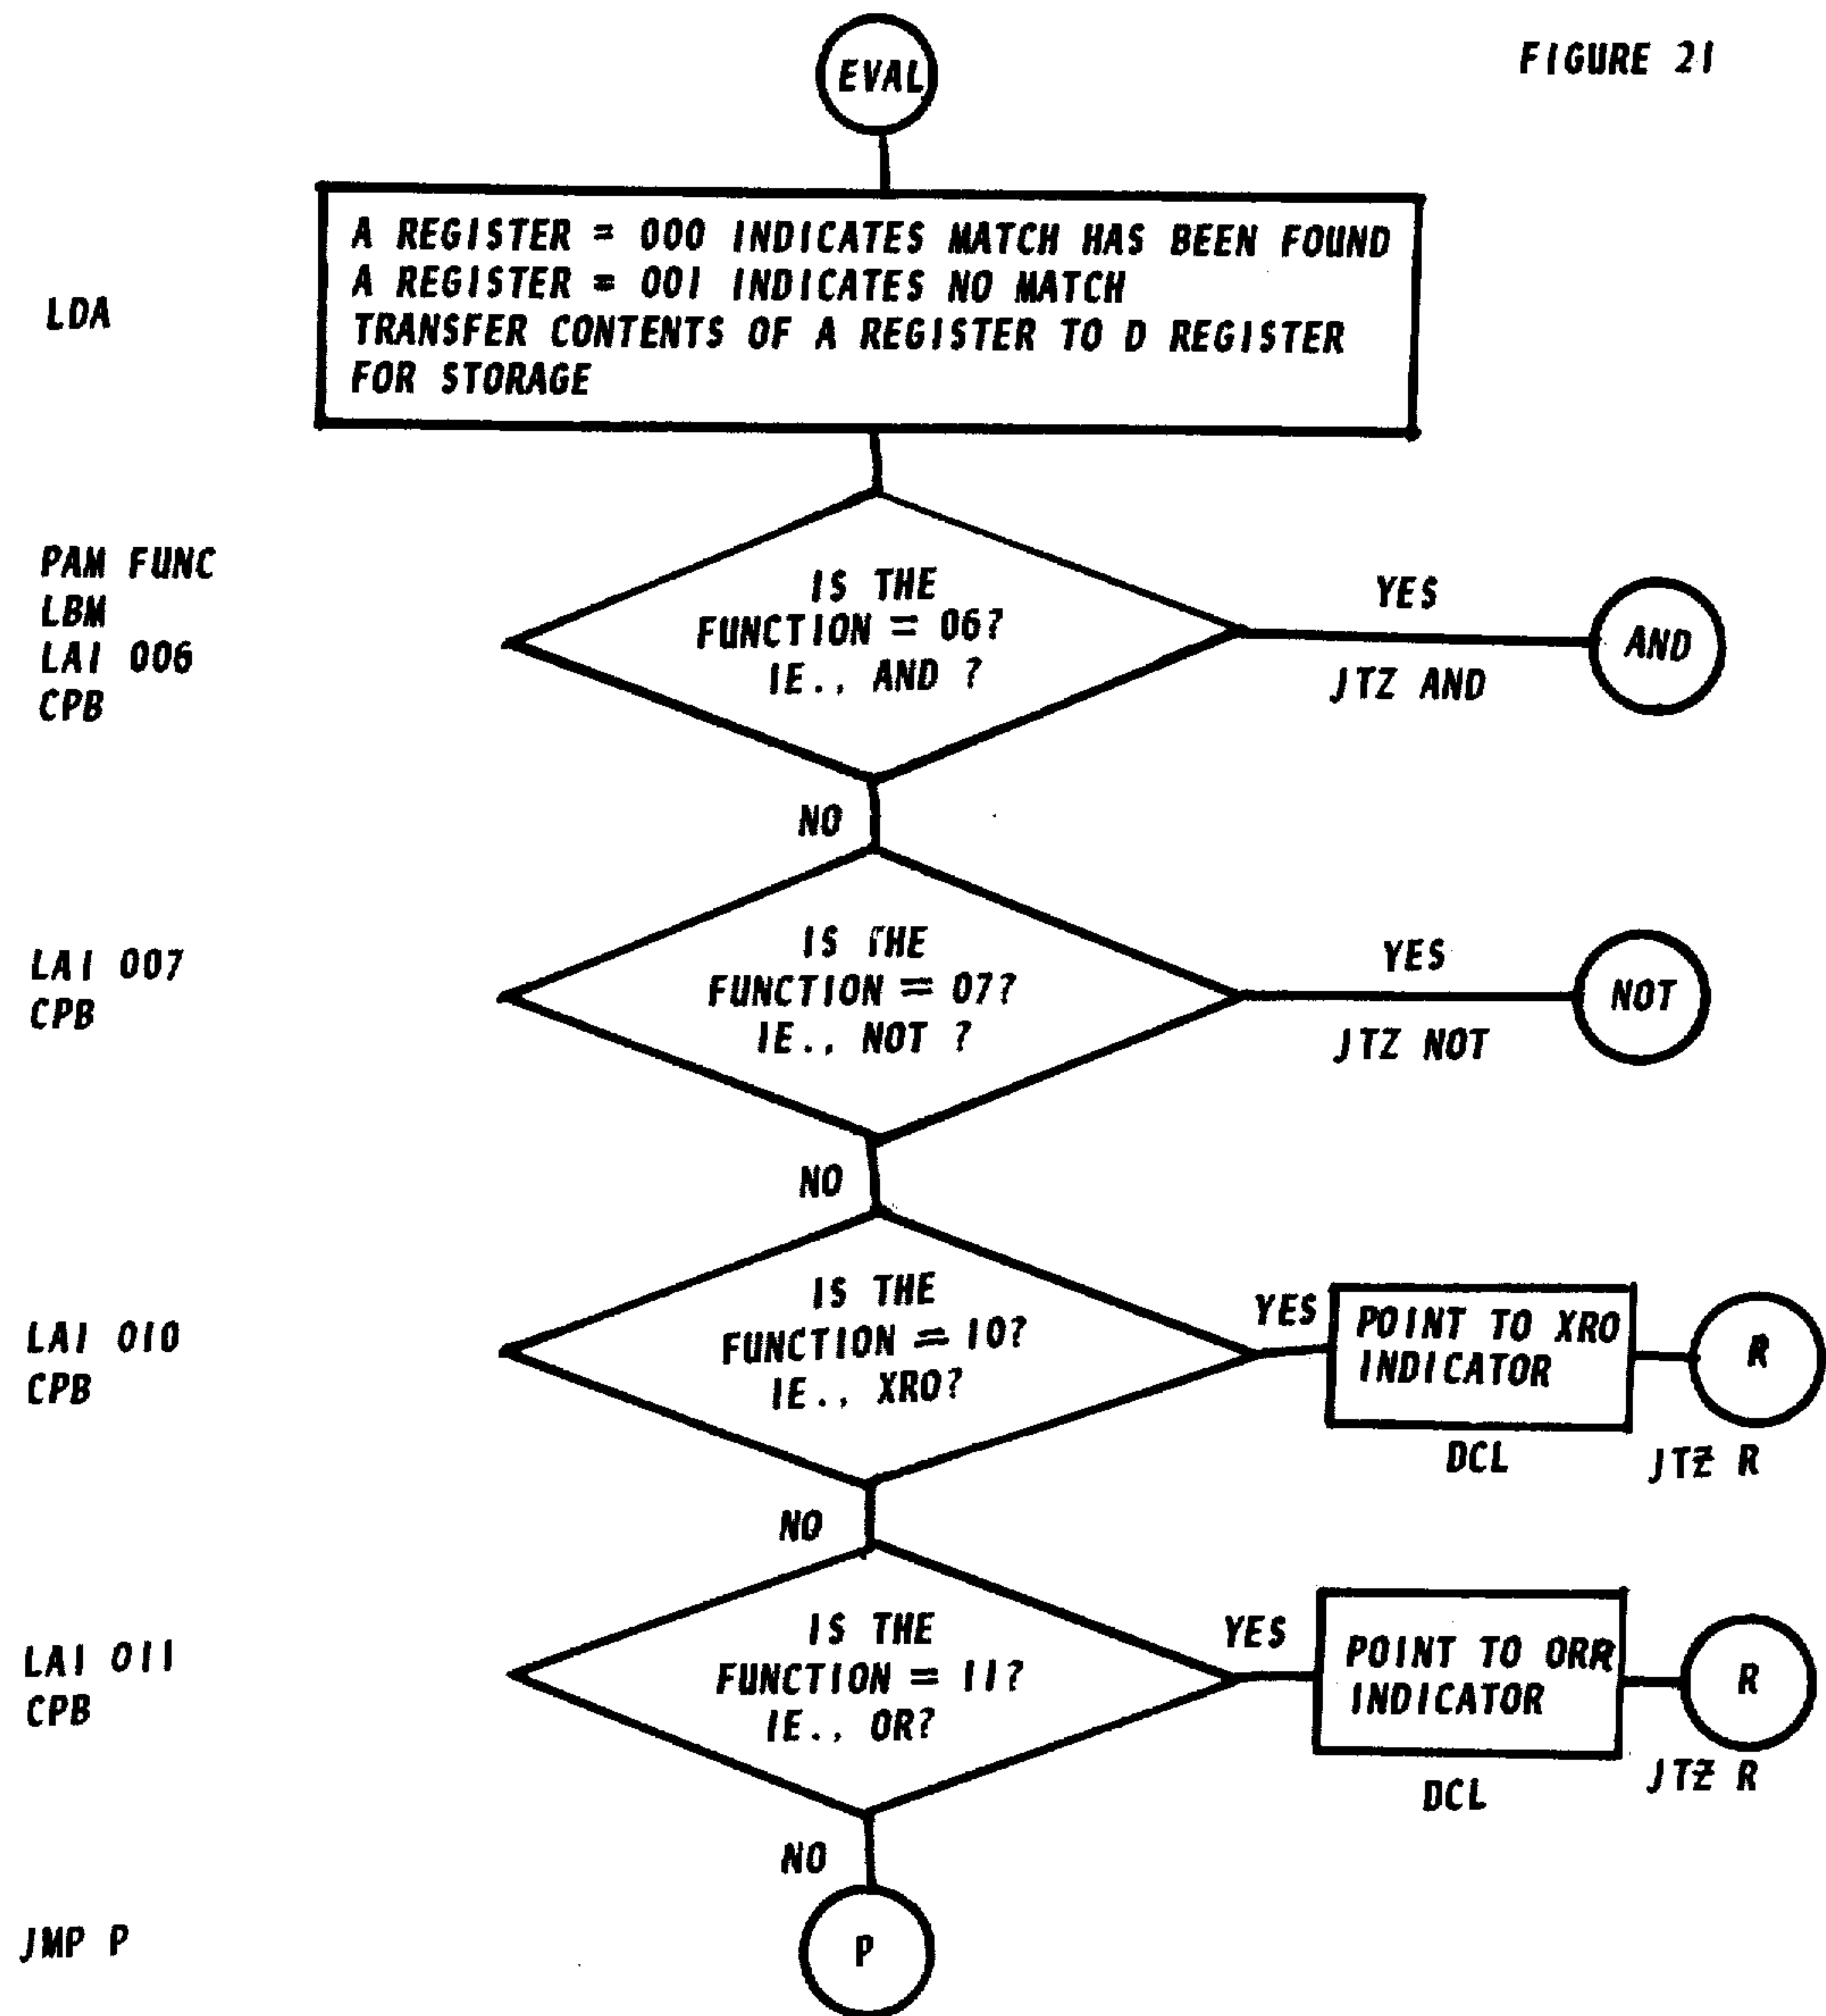 FIGURE 21
EVAL
LDA
A REGISTER = 000 INDICATES MATCH HAS BEEN FOUND
A REGISTER = 001 INDICATES NO MATCH
TRANSFER CONTENTS OF A REGISTER TO D REGISTER
FOR STORAGE
PAM FUNC
LBM
LAI 006
CPB
IS THE
FUNCTION = 06?
IE., AND ?
YES
JTZ AND
AND
NO
LAI 007
CPB
IS THE
FUNCTION = 07?
IE., NOT ?
YES
JTZ NOT
NOT
NO
LAI 010
CPB
IS THE
FUNCTION = 10?
IE., XRO?
YES
POINT TO XRO
INDICATOR
DCL
R
JTZ R
NO
LAI 011
CPB
IS THE
FUNCTION = 11?
IE., OR?
YES
POINT TO ORR
INDICATOR
DCL
R
JTZ R
NO
JMP P
P